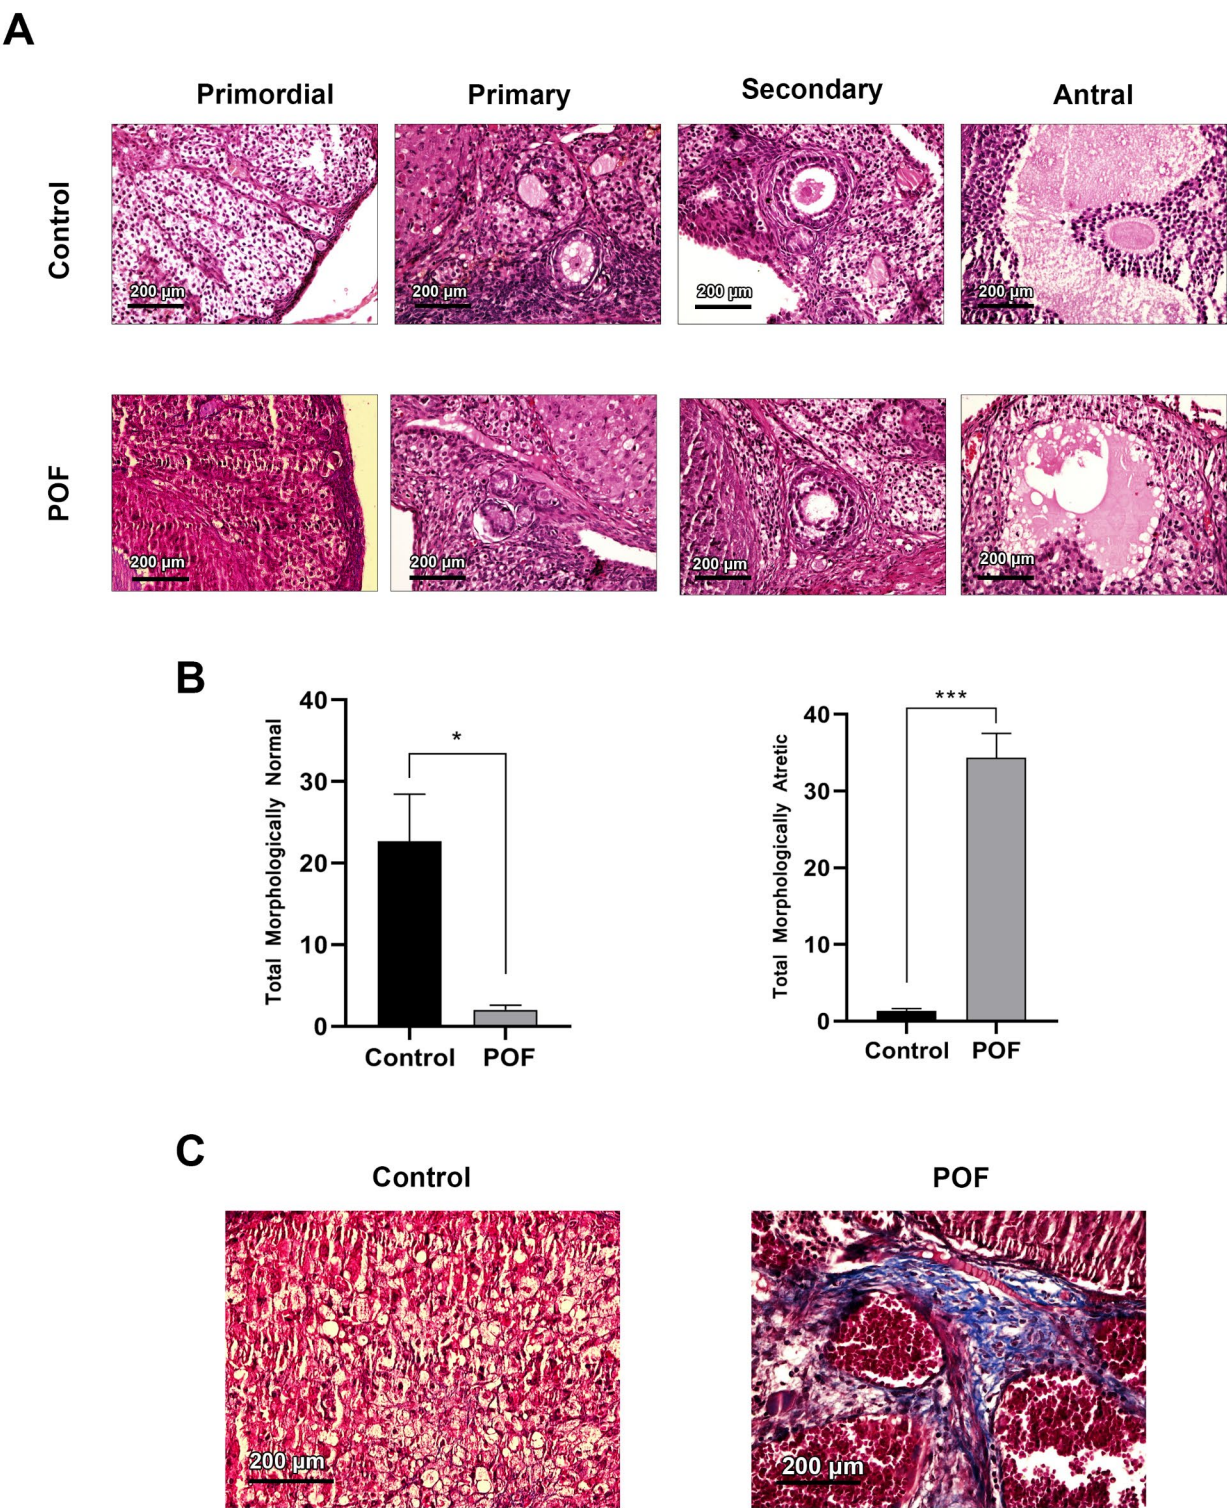 A
Primordial Primary Secondary Antral
Control
200 µm 200 µm 200 µm 200 µm
POF
200 µm 200 µm 200 µm 200 µm
B
Total Morphologically Normal
40
30
20
10
0
*
Control POF
Total Morphologically Atretic
40
30
20
10
0
***
Control POF
C
Control POF
200 µm 200 µm